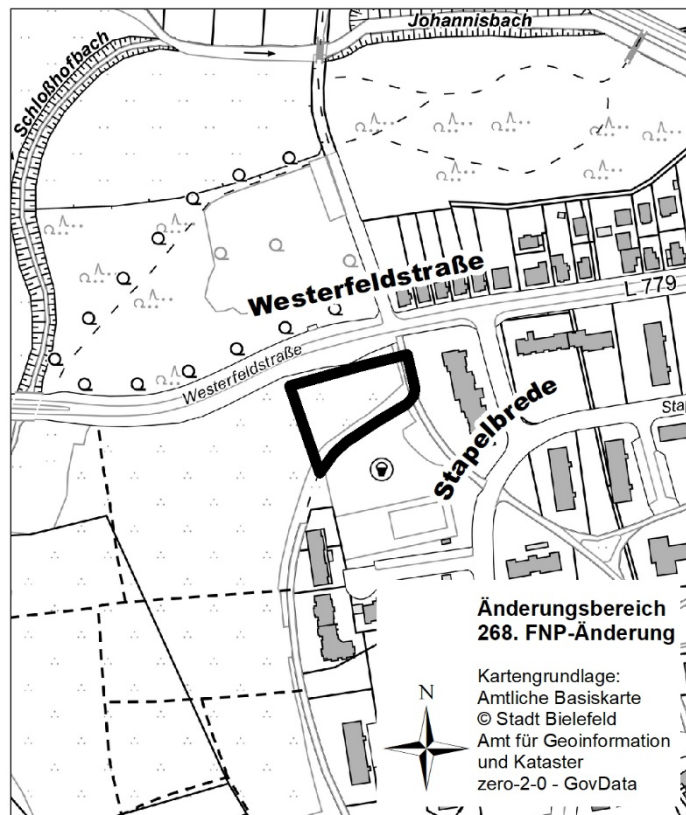 Johannisbach
Schloßhofbach
Westerfeldstraße
L 779
Westerfeldstraße
Stapelbrede
Sta
Änderungsbereich
268. FNP-Änderung
Kartengrundlage:
Amtliche Basiskarte
© Stadt Bielefeld
Amt für Geoinformation
und Kataster
zero-2-0 - GovData
N